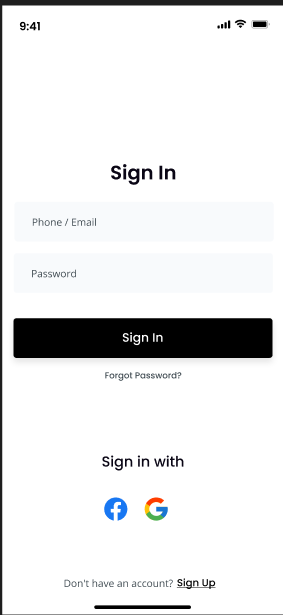 9:41
Sign In
Phone / Email
Password
Sign In
Forgot Password?
Sign in with
Don't have an account? Sign Up